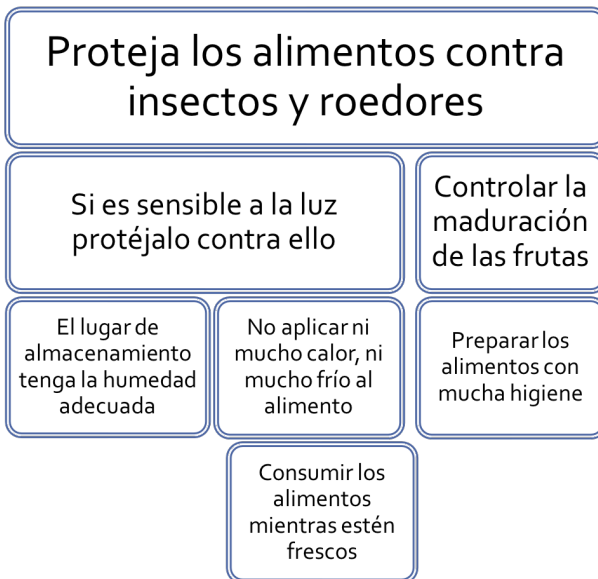 Proteja los alimentos contra
insectos y roedores
Si es sensible a la luz
protéjalo contra ello
Controlar la
maduración
de las frutas
El lugar de
almacenamiento
tenga la humedad
adecuada
No aplicar ni
mucho calor, ni
mucho frío al
alimento
Preparar los
alimentos con
mucha higiene
Consumir los
alimentos
mientras estén
frescos